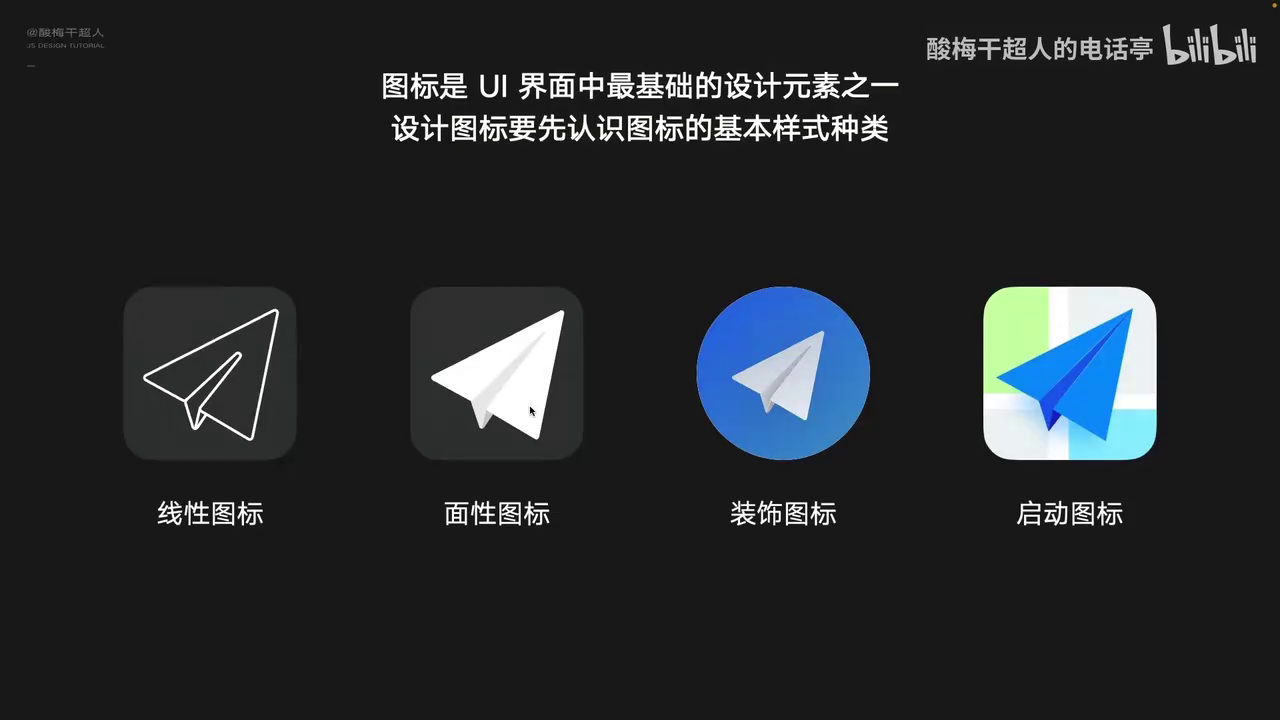 @酸梅干超人
JS DESIGN TUTORIAL
酸梅干超人的电话亭 bilibili
图标是 UI 界面中最基础的设计元素之一
设计图标要先认识图标的基本样式种类
线性图标
面性图标
装饰图标
启动图标